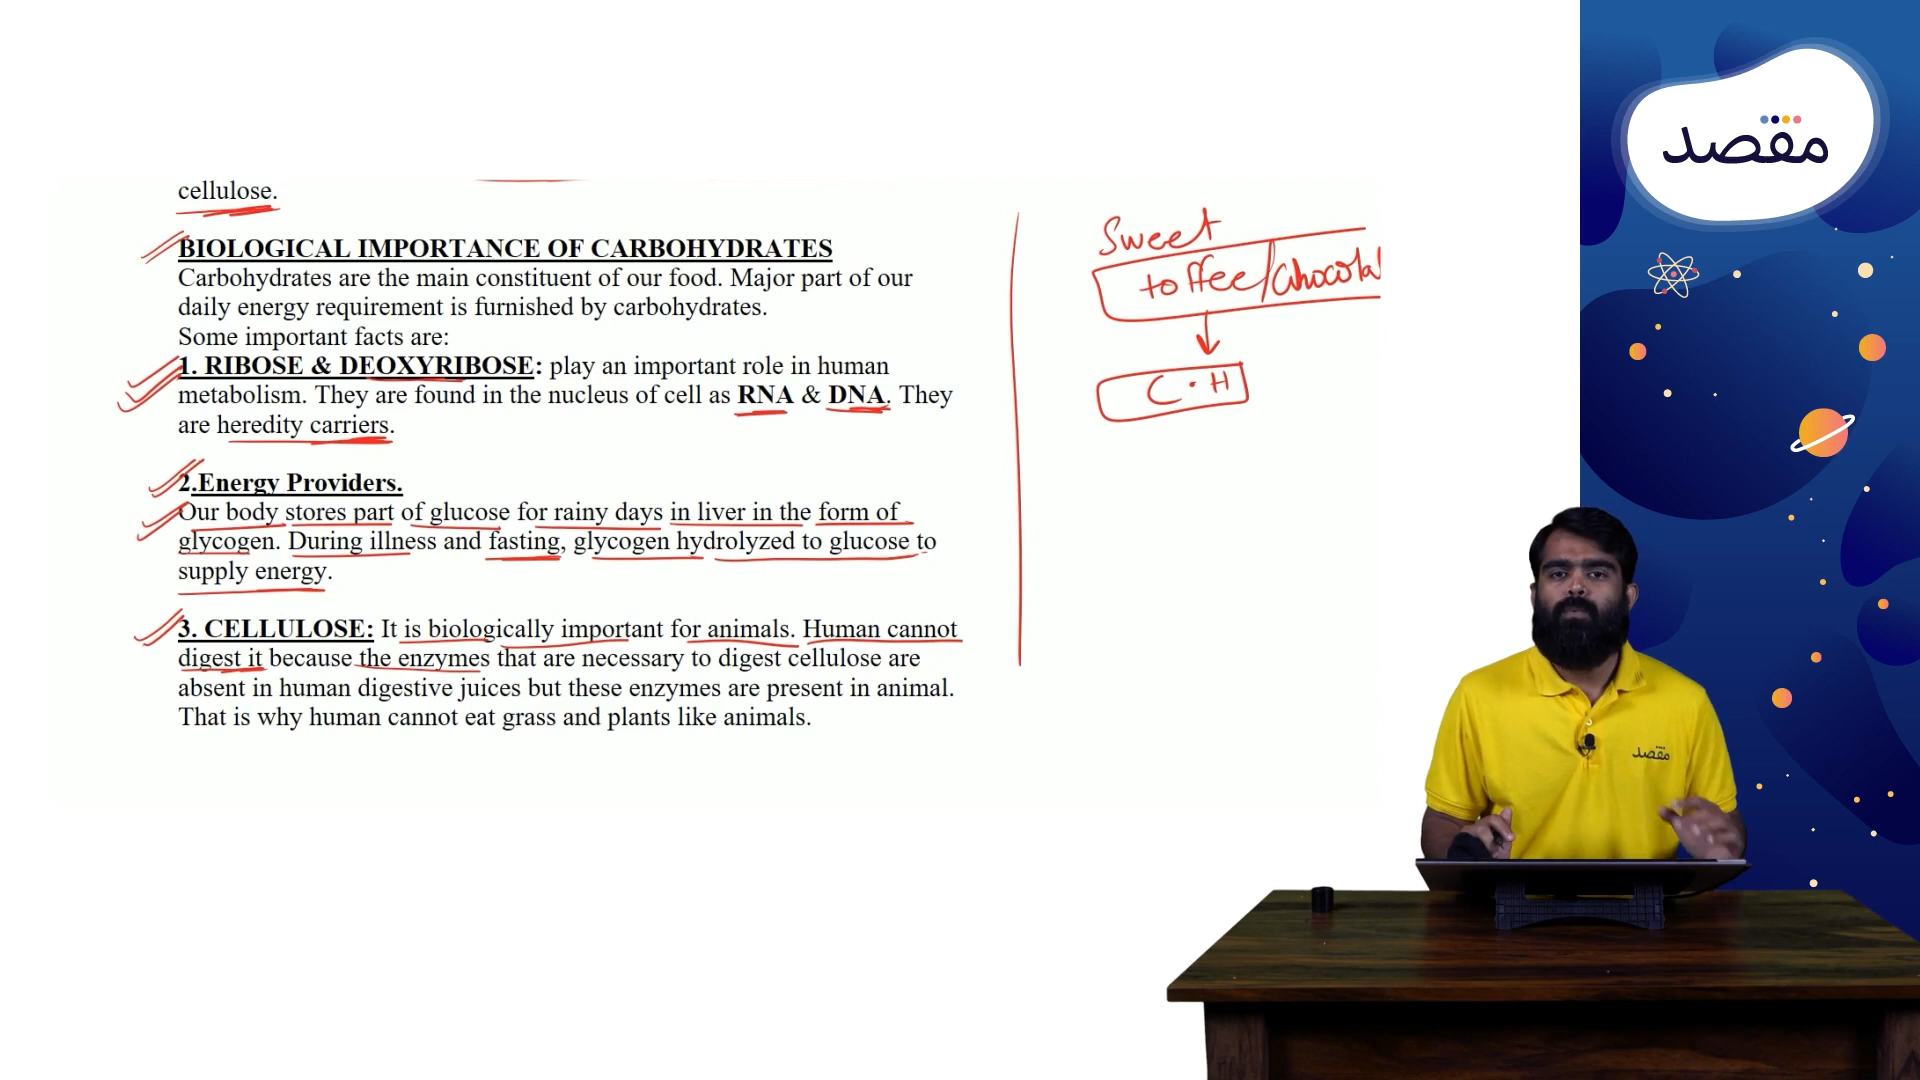 cellulose.
BIOLOGICAL IMPORTANCE OF CARBOHYDRATES
Carbohydrates are the main constituent of our food. Major part of our
daily energy requirement is furnished by carbohydrates.
Some important facts are:
1. RIBOSE & DEOXYRIBOSE: play an important role in human
metabolism. They are found in the nucleus of cell as RNA & DNA. They
are heredity carriers.
2.Energy Providers.
Our body stores part of glucose for rainy days in liver in the form of
glycogen. During illness and fasting, glycogen hydrolyzed to glucose to
supply energy.
3. CELLULOSE: It is biologically important for animals. Human cannot
digest it because the enzymes that are necessary to digest cellulose are
absent in human digestive juices but these enzymes are present in animal.
That is why human cannot eat grass and plants like animals.
Sweet
toffee/chocola
C.H
مقصد
مقصد